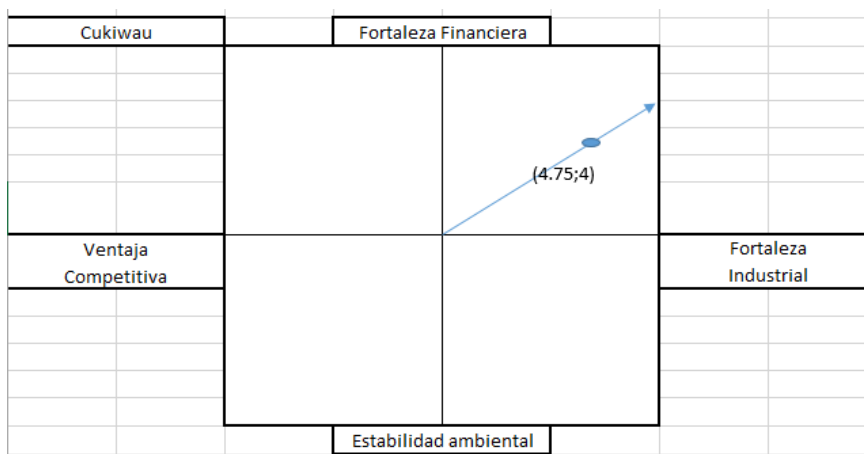 Cukiwau
Fortaleza Financiera
(4.75;4)
Ventaja
Competitiva
Fortaleza
Industrial
Estabilidad ambiental